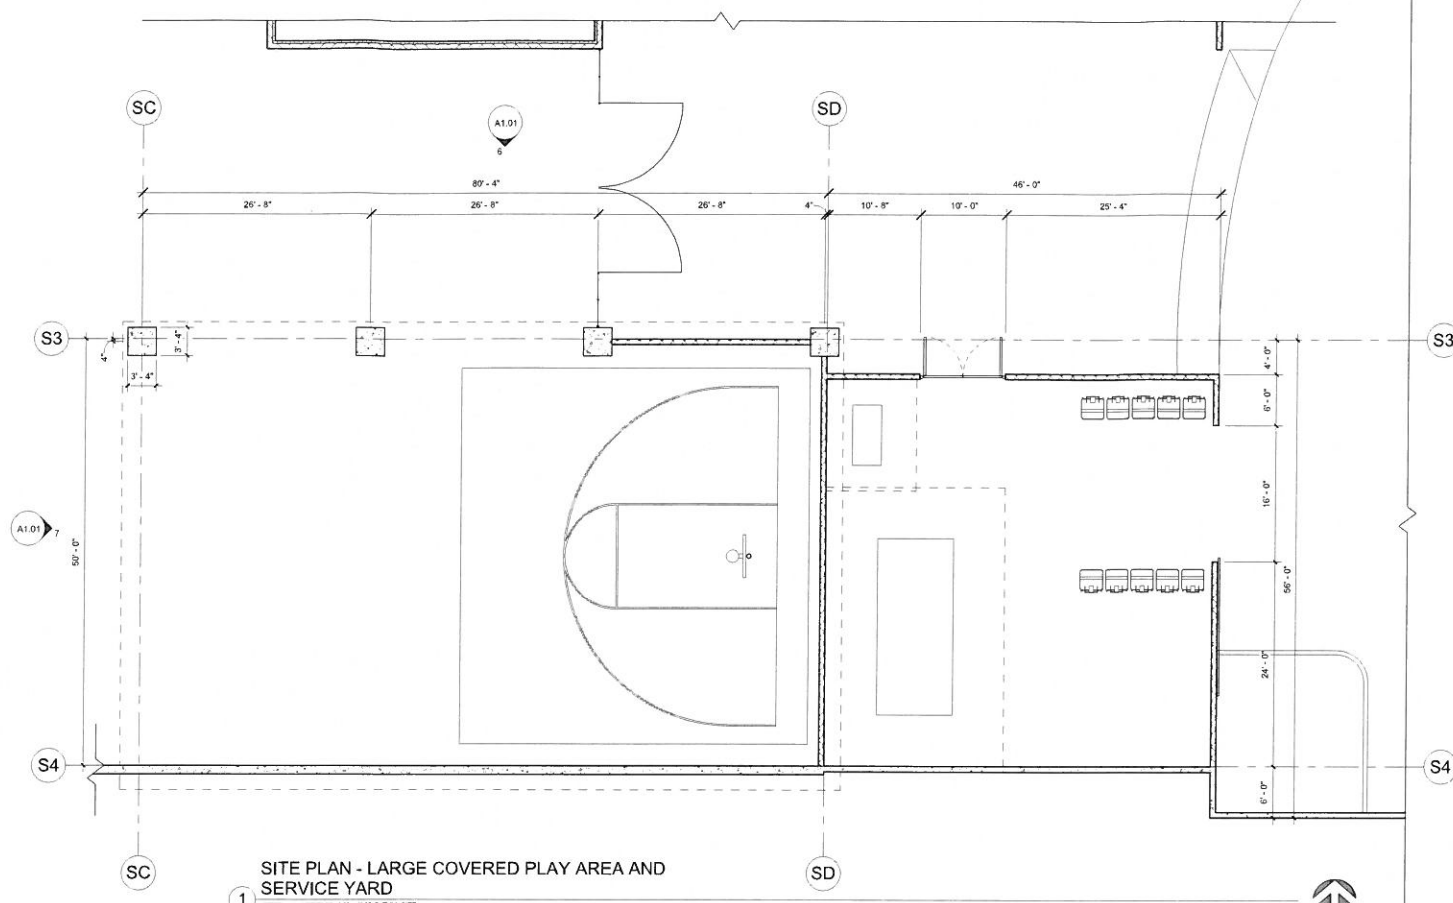 SC
A1.01
6
SD
80' - 4"
46' - 0"
26' - 8"
26' - 8"
26' - 8"
4"
10' - 8"
10' - 0"
25' - 4"
S3
4"
3' - 4"
3' - 4"
4' - 0"
S3
6' - 0"
16' - 0"
A1.01
7
50' - 0"
56' - 0"
24' - 0"
S4
S4
6' - 0"
SC
SD
SITE PLAN - LARGE COVERED PLAY AREA AND
SERVICE YARD
1